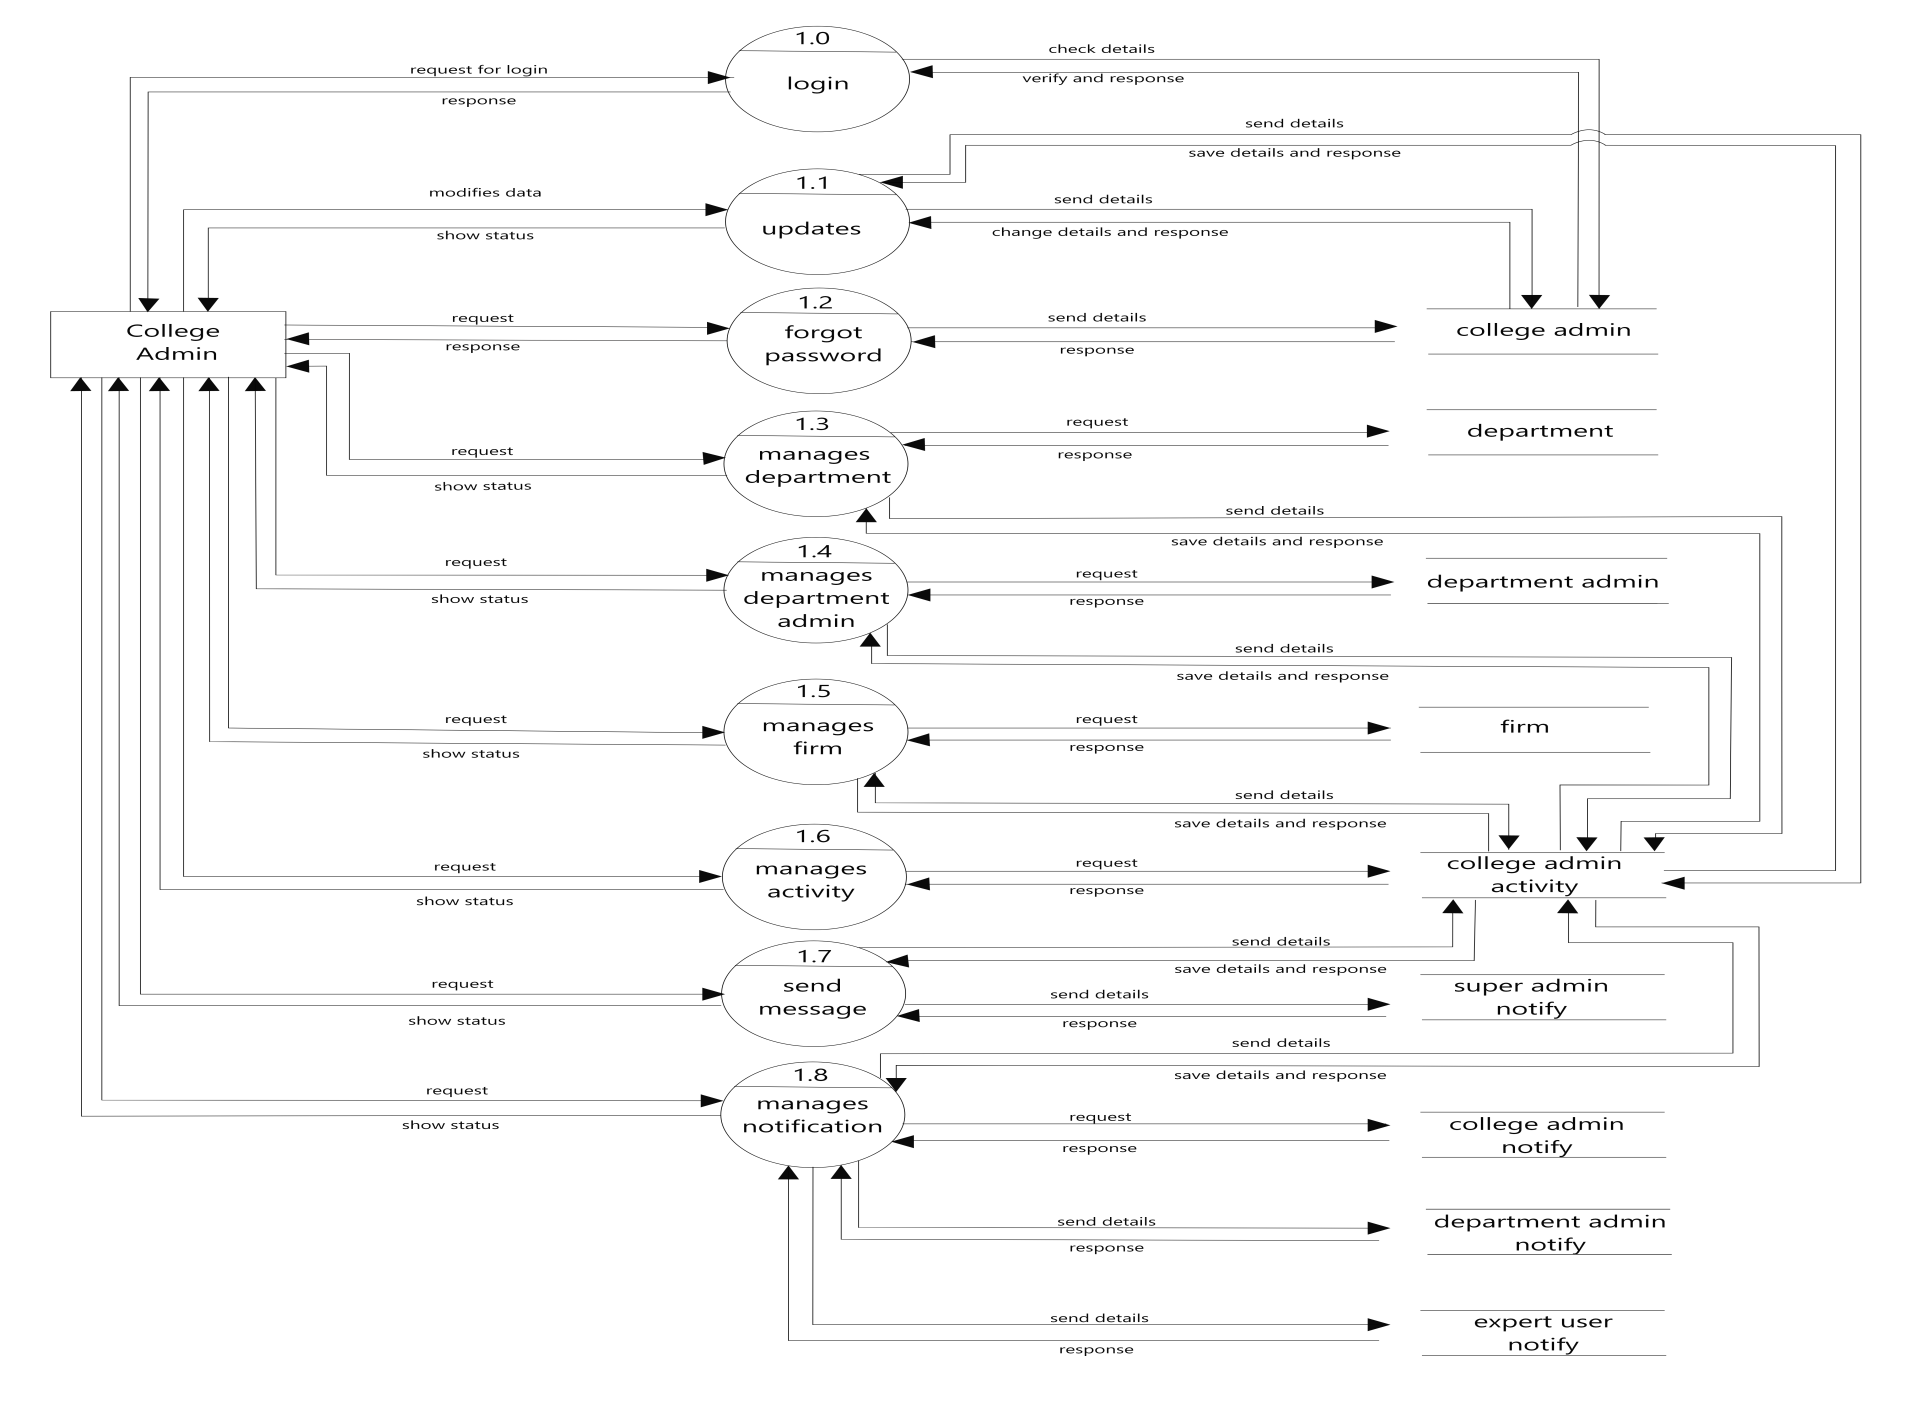 1.0
login
request for login
response
check details
verify and response
send details
save details and response
1.1
updates
modifies data
show status
send details
change details and response
College
Admin
1.2
forgot
password
request
response
send details
response
college admin
1.3
manages
department
request
show status
request
response
department
send details
save details and response
1.4
manages
department
admin
request
show status
request
response
department admin
send details
save details and response
1.5
manages
firm
request
show status
request
response
firm
send details
save details and response
1.6
manages
activity
request
show status
request
response
college admin
activity
send details
save details and response
1.7
send
message
request
show status
send details
response
super admin
notify
send details
save details and response
1.8
manages
notification
request
show status
request
response
college admin
notify
send details
response
department admin
notify
send details
response
expert user
notify